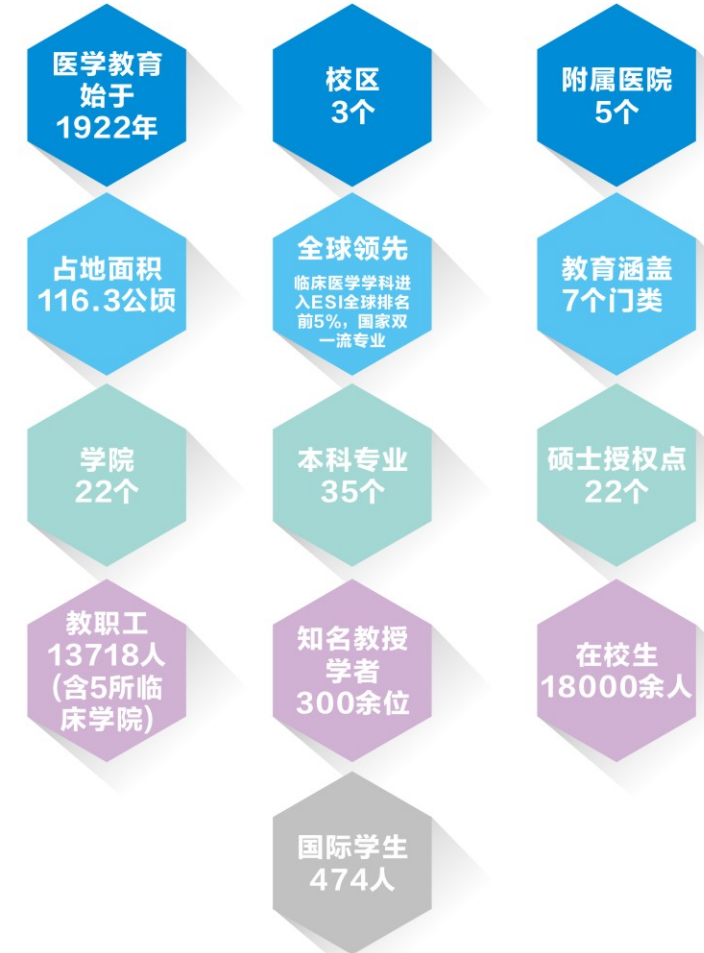 医学教育
始于
1922年
校区
3个
附属医院
5个
占地面积
116.3公顷
全球领先
临床医学学科进
入ESI全球排名
前5%，国家双
一流专业
教育涵盖
7个门类
学院
22个
本科专业
35个
硕士授权点
22个
教职工
13718人
(含5所临
床学院)
知名教授
学者
300余位
在校生
18000余人
国际学生
474人